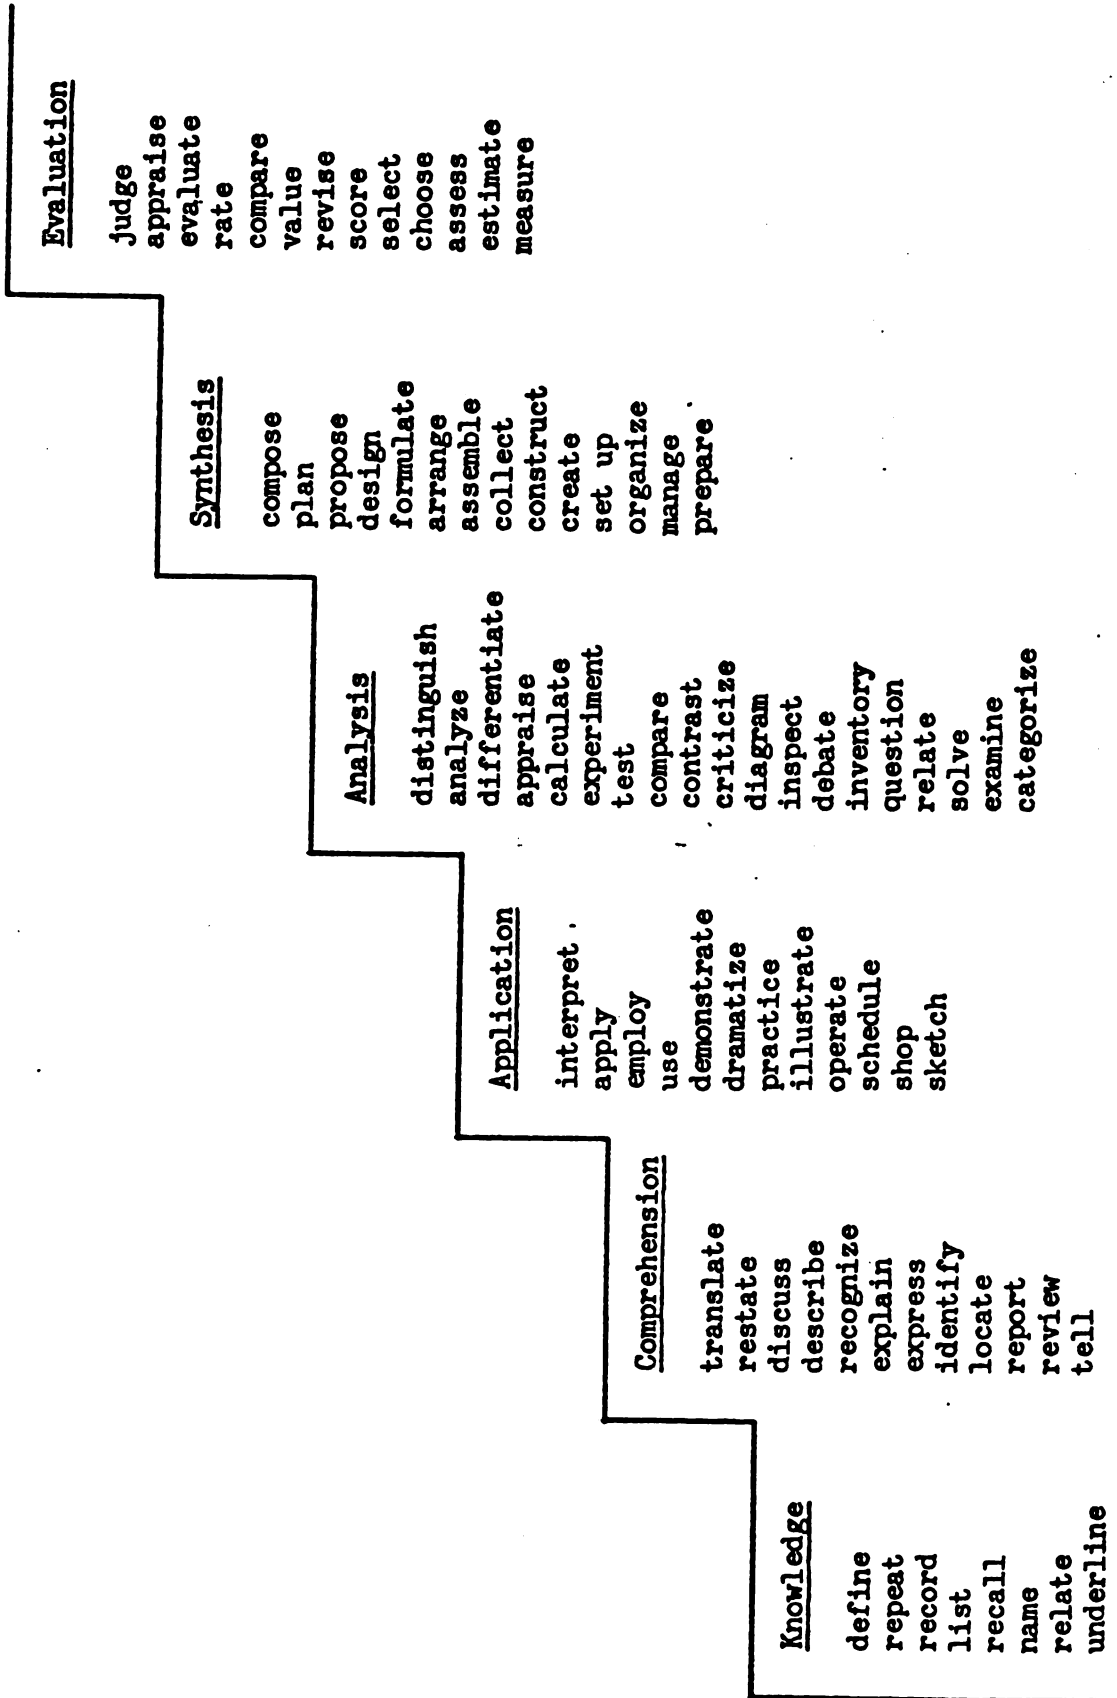 Knowledge
define
repeat
record
list
recall
name
relate
underline
Comprehension
translate
restate
discuss
describe
recognize
explain
express
identify
locate
report
review
tell
Application
interpret
apply
employ
use
demonstrate
dramatize
practice
illustrate
operate
schedule
shop
sketch
Analysis
distinguish
analyze
differentiate
appraise
calculate
experiment
test
compare
contrast
criticize
diagram
inspect
debate
inventory
question
relate
solve
examine
categorize
Synthesis
compose
plan
propose
design
formulate
arrange
assemble
collect
construct
create
set up
organize
manage
prepare
Evaluation
judge
appraise
evaluate
rate
compare
value
revise
score
select
choose
assess
estimate
measure